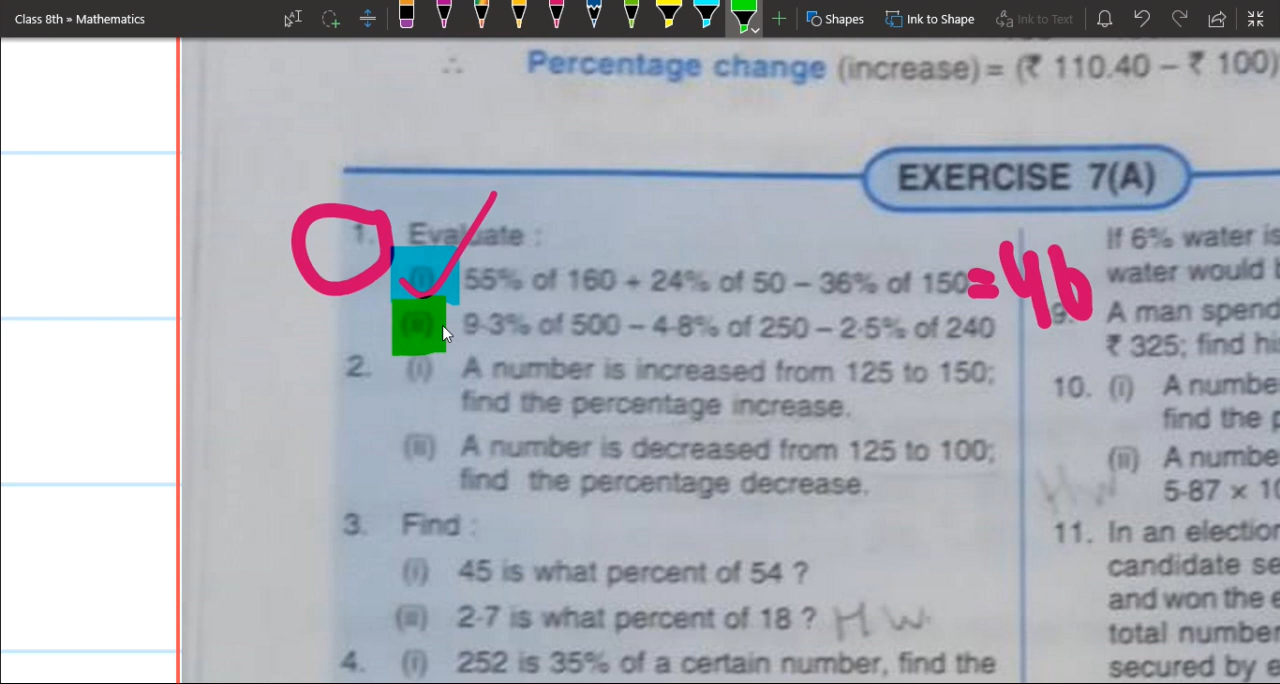 Class 8th » Mathematics
Shapes
Ink to Shape
Ink to Text
∴ Percentage change (increase) = (₹ 110.40 – ₹ 100)
EXERCISE 7(A)
1. Evaluate :
(i) 55% of 160 + 24% of 50 – 36% of 150 = 46
(ii) 9·3% of 500 – 4·8% of 250 – 2·5% of 240
2. (i) A number is increased from 125 to 150;
find the percentage increase.
(ii) A number is decreased from 125 to 100;
find the percentage decrease.
3. Find :
(i) 45 is what percent of 54 ?
(ii) 2·7 is what percent of 18 ? H W.
4. (i) 252 is 35% of a certain number, find the
If 6% water is
water would
9. A man spend
₹ 325; find hi
10. (i) A numbe
find the p
(ii) A numbe
HW
5·87 × 10
11. In an election
candidate se
and won the e
total number
secured by e